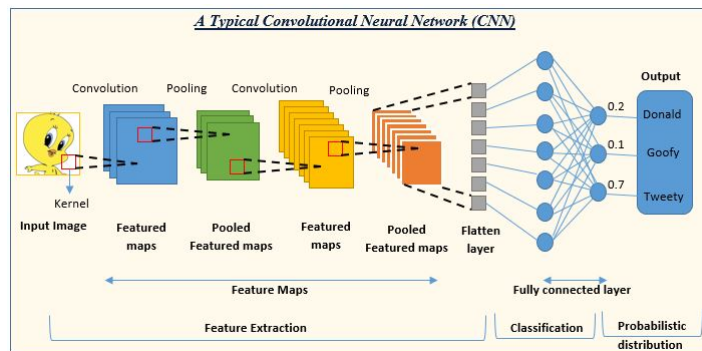 A Typical Convolutional Neural Network (CNN)
Convolution
Pooling
Convolution
Pooling
Output
0.2
Donald
0.1
Goofy
0.7
Tweety
Kernel
Input Image
Featured
maps
Pooled
Featured maps
Featured
maps
Pooled
Featured maps
Flatten
layer
Feature Maps
Fully connected layer
Feature Extraction
Classification
Probabilistic
distribution